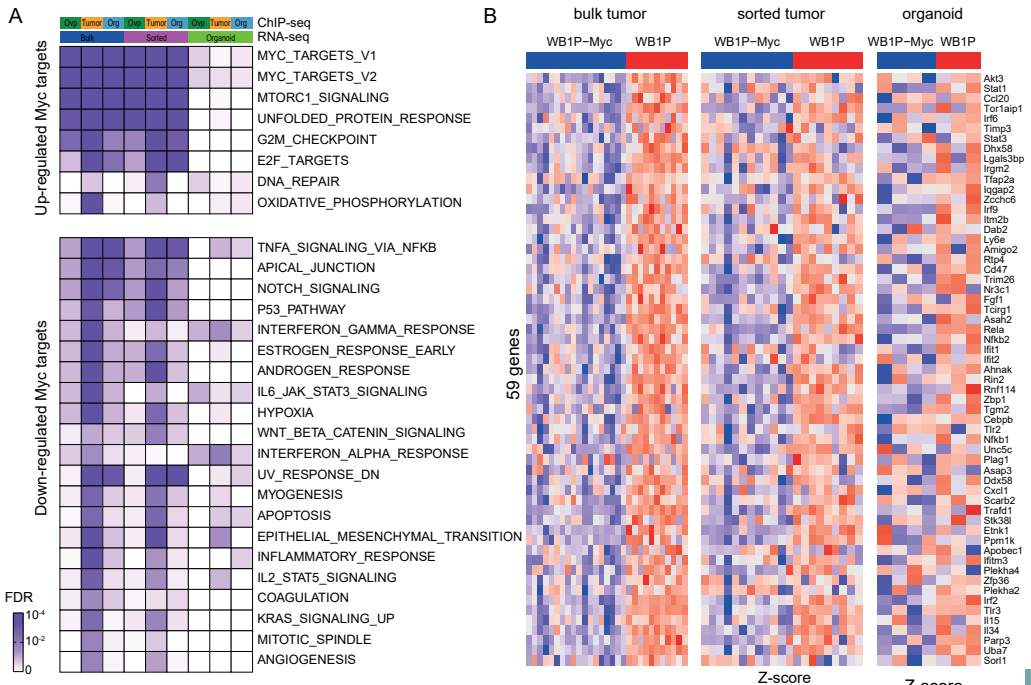 A
Ovp Tumor Org Ovp Tumor Org Ovp Tumor Org ChIP-seq
Bulk Sorted Organoid RNA-seq
Up-regulated Myc targets
MYC_TARGETS_V1
MYC_TARGETS_V2
MTORC1_SIGNALING
UNFOLDED_PROTEIN_RESPONSE
G2M_CHECKPOINT
E2F_TARGETS
DNA_REPAIR
OXIDATIVE_PHOSPHORYLATION
Down-regulated Myc targets
TNFA_SIGNALING_VIA_NFKB
APICAL_JUNCTION
NOTCH_SIGNALING
P53_PATHWAY
INTERFERON_GAMMA_RESPONSE
ESTROGEN_RESPONSE_EARLY
ANDROGEN_RESPONSE
IL6_JAK_STAT3_SIGNALING
HYPOXIA
WNT_BETA_CATENIN_SIGNALING
INTERFERON_ALPHA_RESPONSE
UV_RESPONSE_DN
MYOGENESIS
APOPTOSIS
EPITHELIAL_MESENCHYMAL_TRANSITION
INFLAMMATORY_RESPONSE
IL2_STAT5_SIGNALING
COAGULATION
KRAS_SIGNALING_UP
MITOTIC_SPINDLE
ANGIOGENESIS
FDR
10-4
10-2
0
B
bulk tumor sorted tumor organoid
WB1P−Myc WB1P WB1P−Myc WB1P WB1P−Myc WB1P
59 genes
Akt3
Stat1
Ccl20
Tor1aip1
Irf6
Timp3
Stat3
Dhx58
Lgals3bp
Irgm2
Tfap2a
Iqgap2
Zcchc6
Irf9
Itm2b
Dab2
Ly6e
Amigo2
Rtp4
Cd47
Trim26
Nr3c1
Fgf1
Tcirg1
Asah2
Rela
Nfkb2
Ifit1
Ifit2
Ahnak
Rin2
Rnf114
Zbp1
Tgm2
Cebpb
Tlr2
Nfkb1
Unc5c
Plag1
Asap3
Ddx58
Cxcl1
Scarb2
Trafd1
Stk38l
Etnk1
Ppm1k
Apobec1
Ifitm3
Plekha4
Zfp36
Plekha2
Irf2
Tlr3
Il15
Il34
Parp3
Uba7
Sorl1
Z-score
Z-score